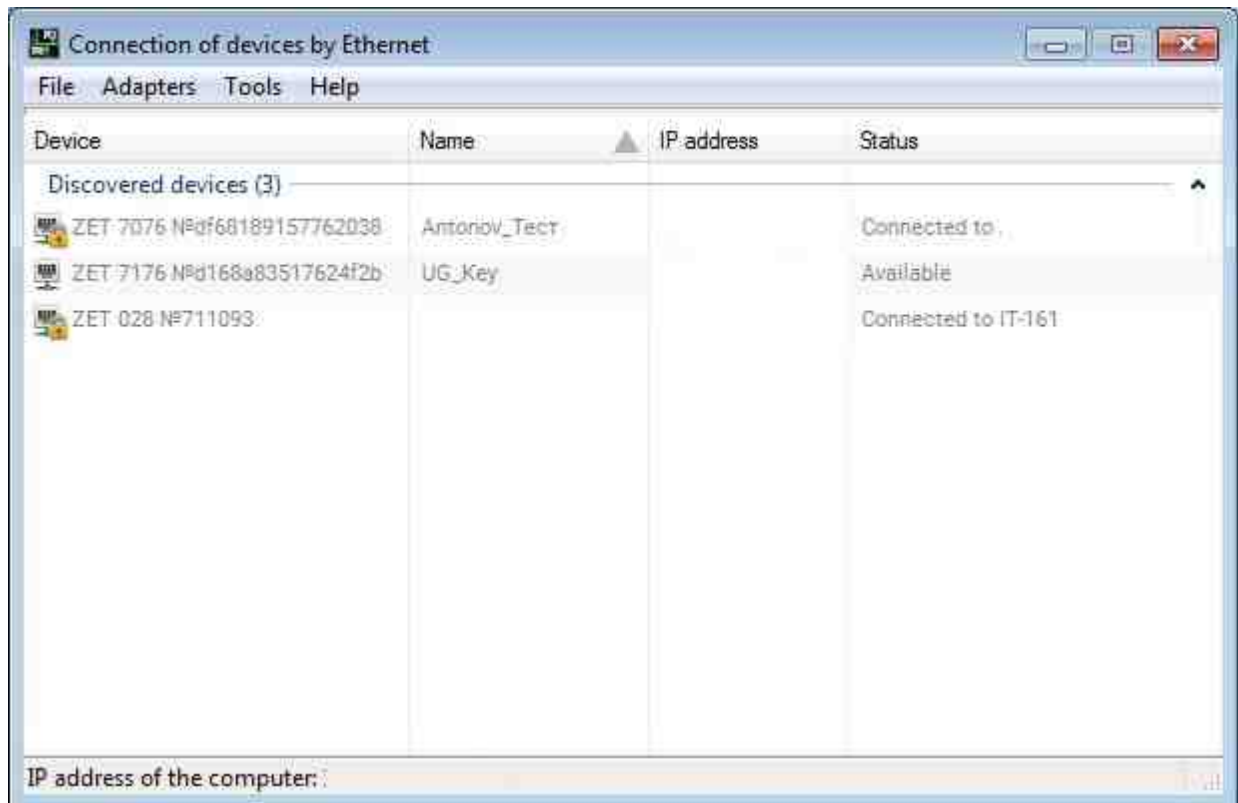 Connection of devices by Ethernet
File Adapters Tools Help
Device Name IP address Status
Discovered devices (3)
ZET 7076 №df68189157762038 Antonov_Тест Connected to .
ZET 7176 №d168a83517624f2b UG_Key Available
ZET 028 №711093 Connected to IT-161
IP address of the computer: